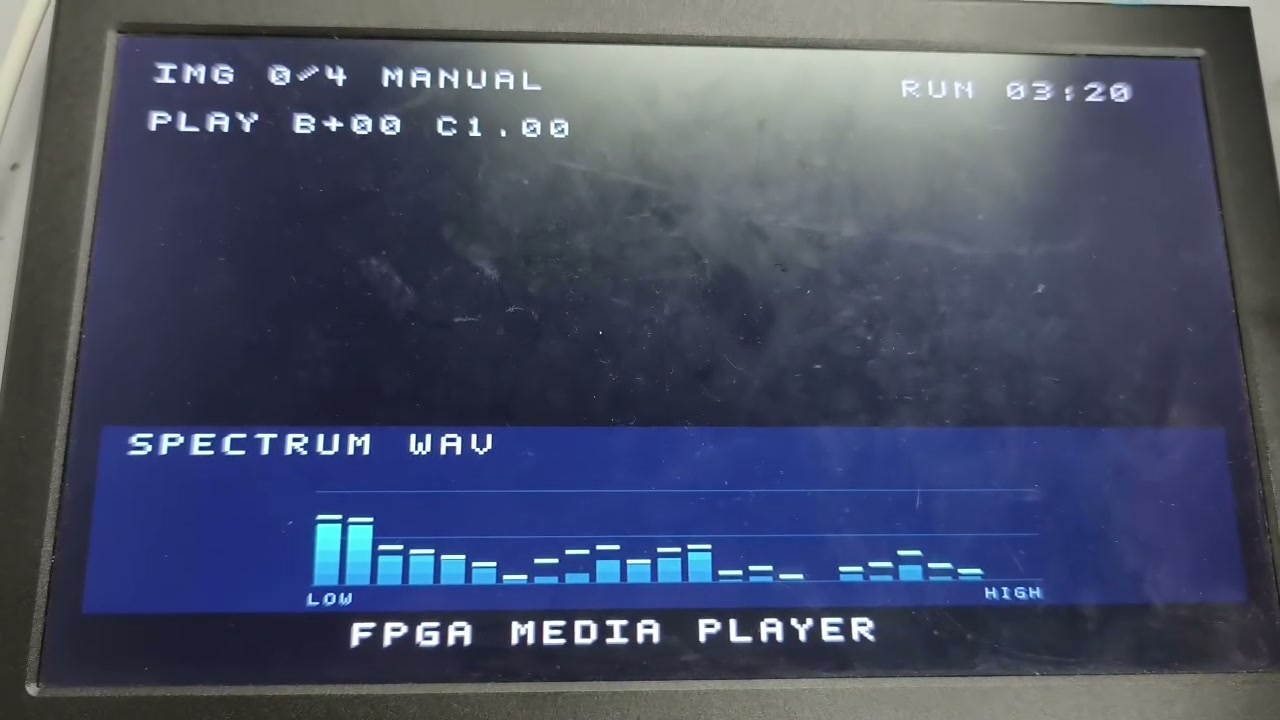 IMG 0/4 MANUAL
RUN 03:20
PLAY B+00 C1.00
SPECTRUM WAV
LOW
HIGH
FPGA MEDIA PLAYER